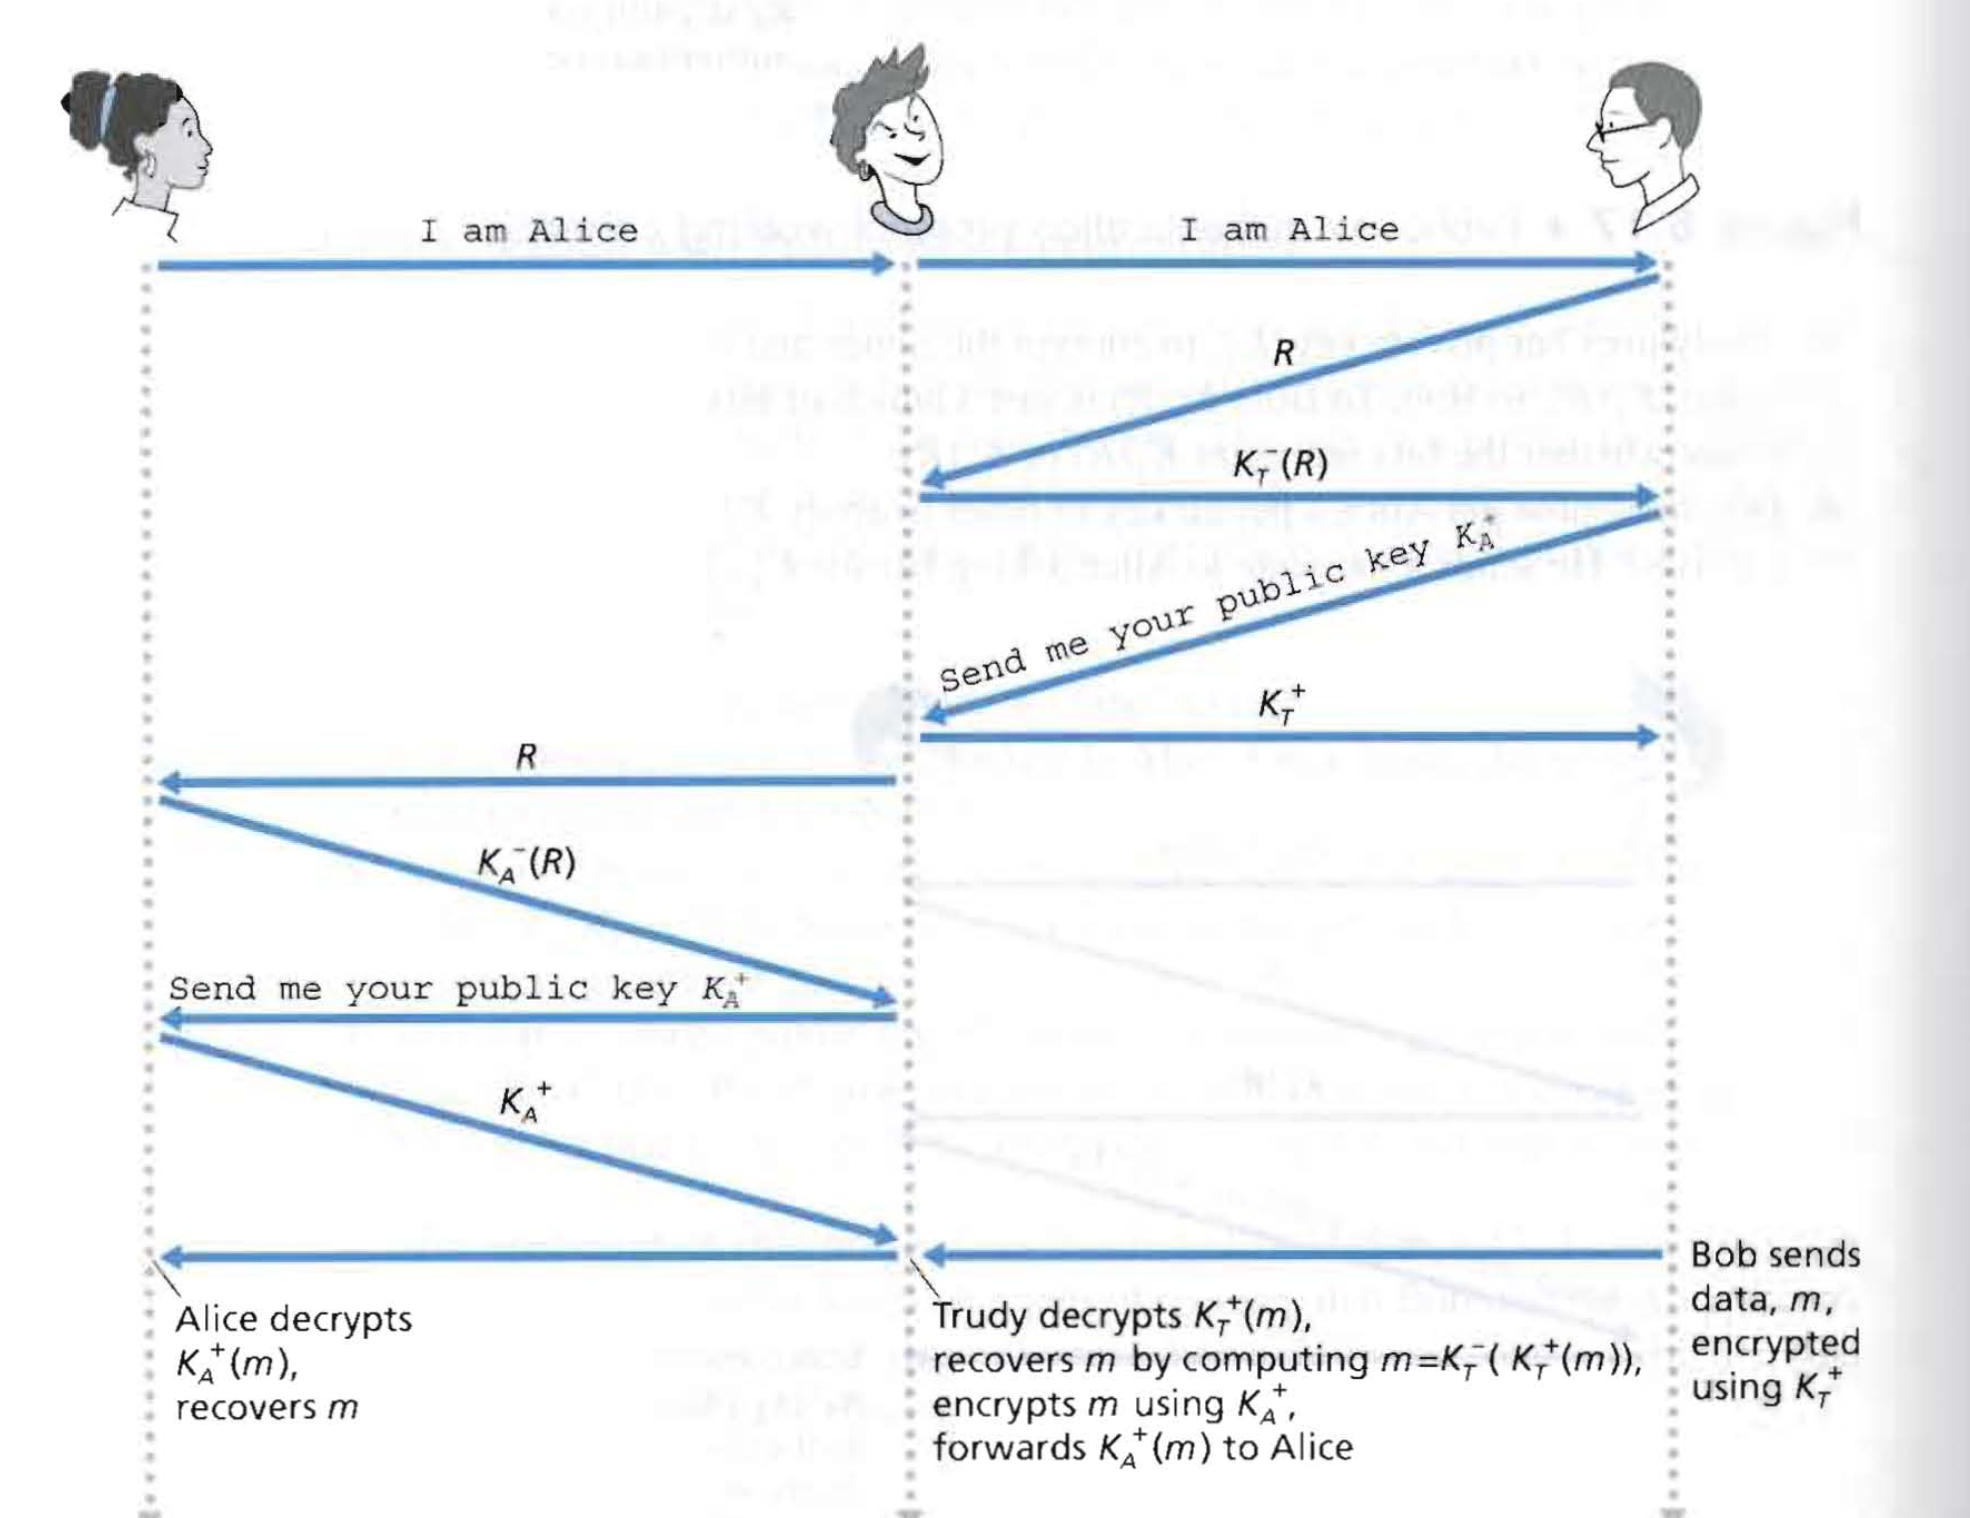 I am Alice
I am Alice
R
K_T^-(R)
Send me your public key K_A^+
K_T^+
R
K_A^-(R)
Send me your public key K_A^+
K_A^+
Bob sends
data, m,
encrypted
using K_T^+
Alice decrypts
K_A^+(m),
recovers m
Trudy decrypts K_T^+(m),
recovers m by computing m=K_T^-( K_T^+(m)),
encrypts m using K_A^+,
forwards K_A^+(m) to Alice